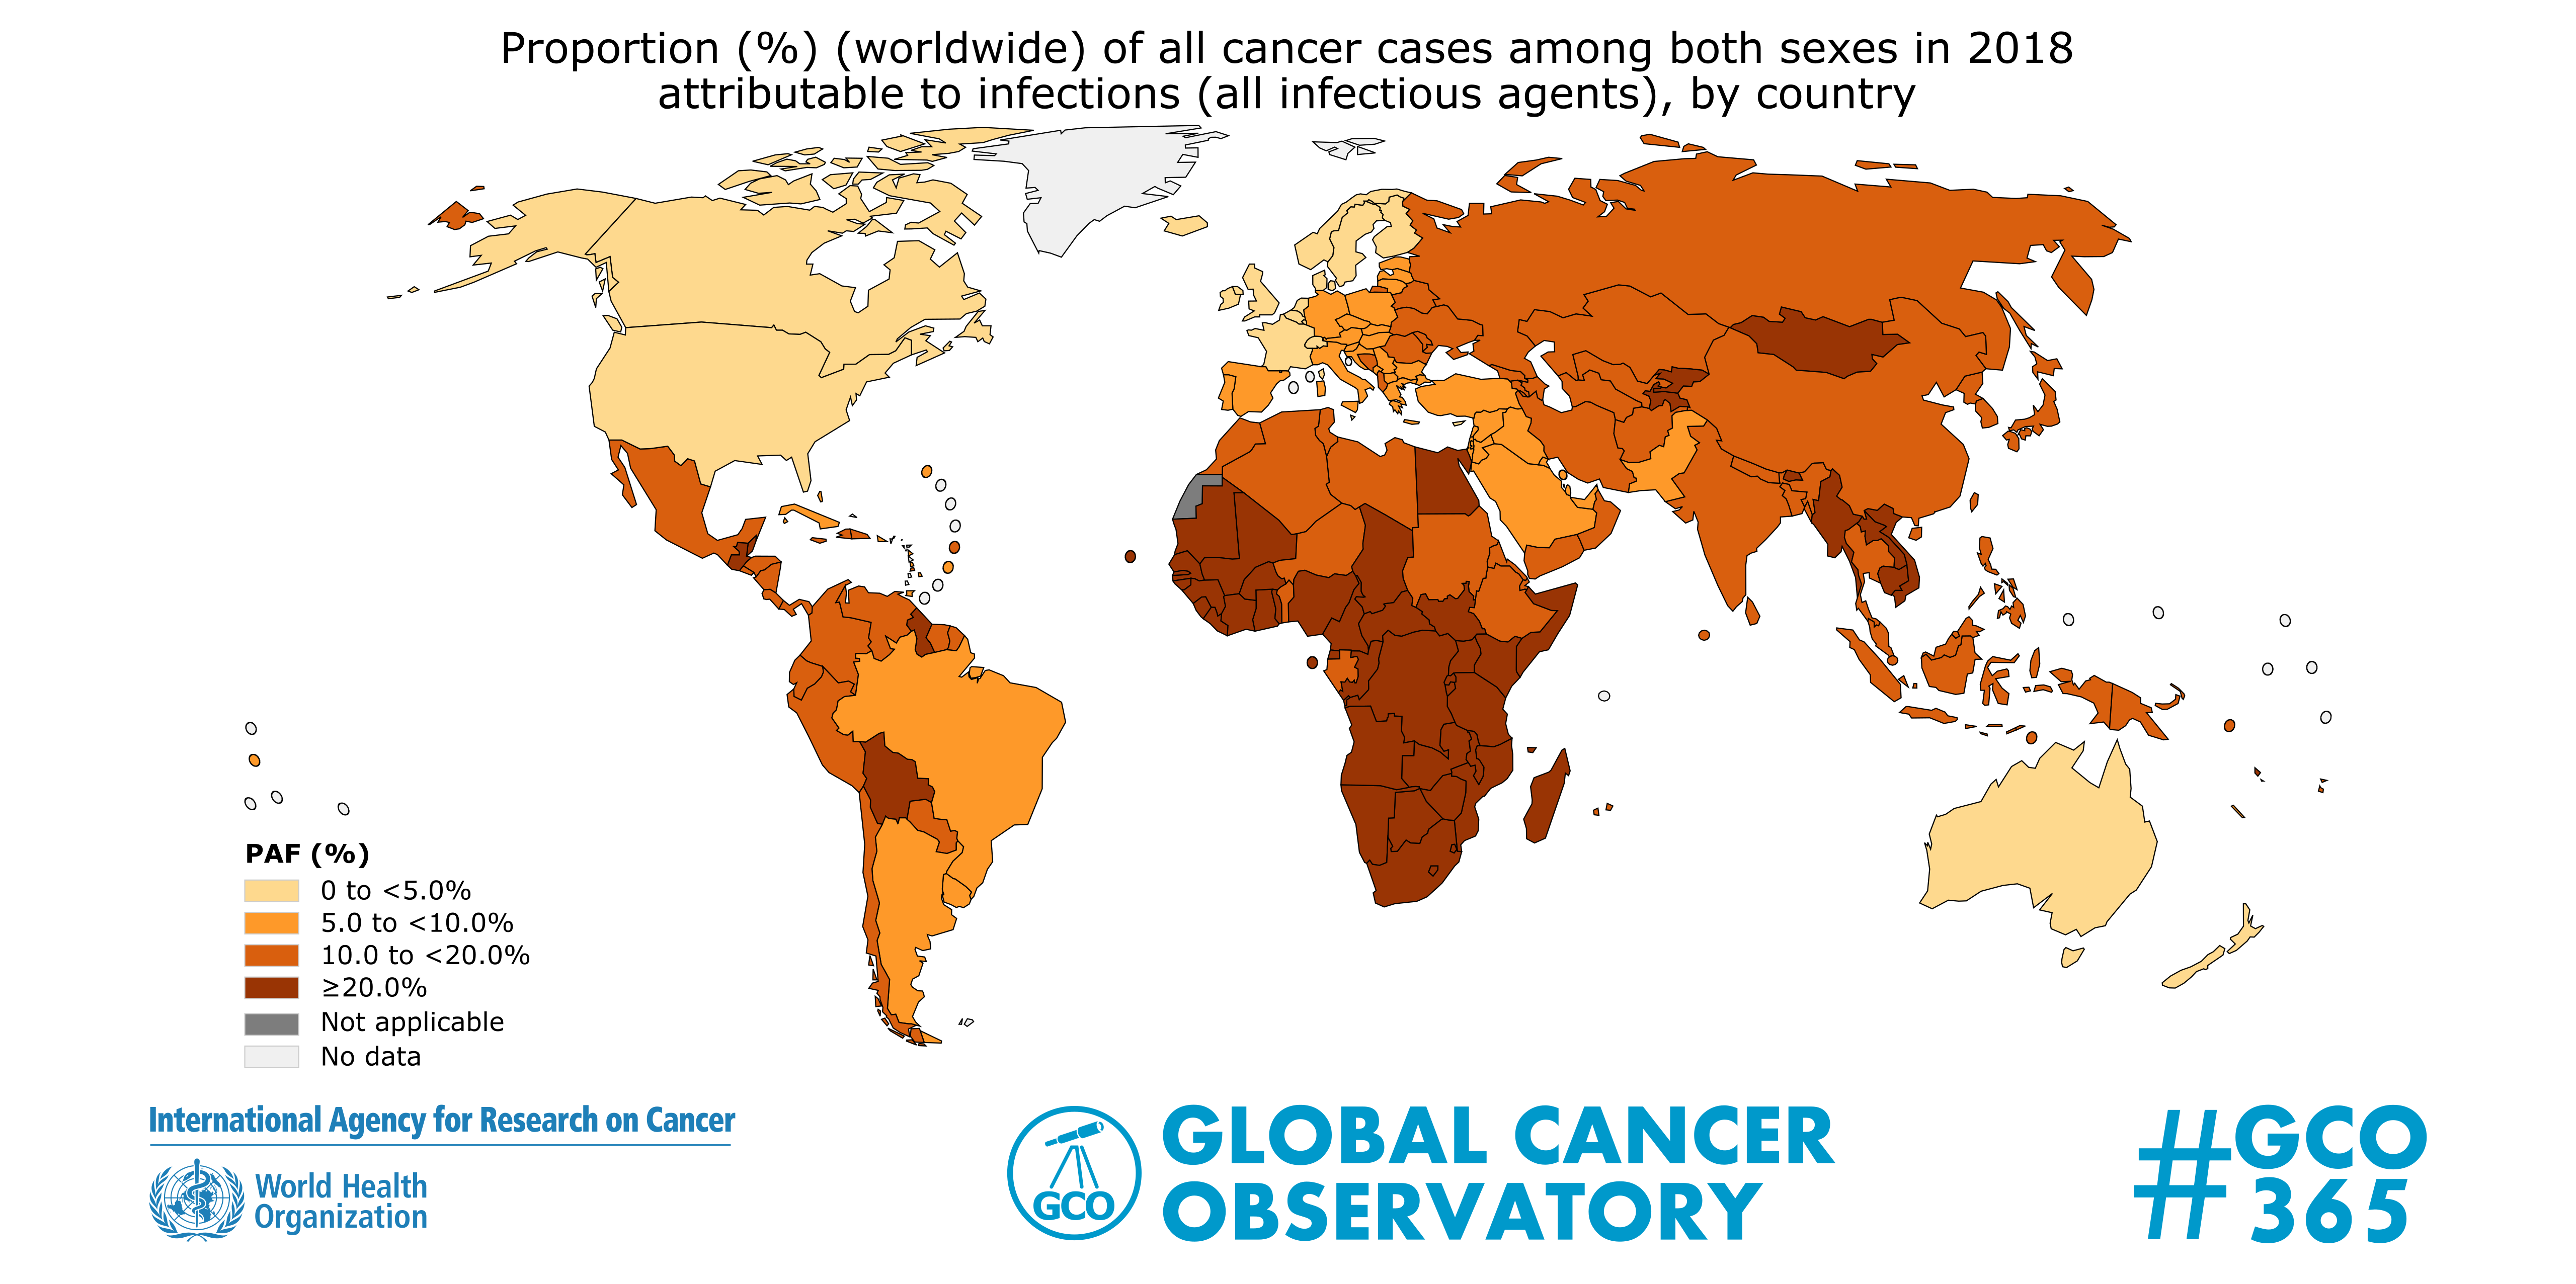 Proportion (%) (worldwide) of all cancer cases among both sexes in 2018
attributable to infections (all infectious agents), by country
PAF (%)
0 to <5.0%
5.0 to <10.0%
10.0 to <20.0%
≥20.0%
Not applicable
No data
International Agency for Research on Cancer
World Health
Organization
GCO
GLOBAL CANCER
OBSERVATORY
#GCO
365